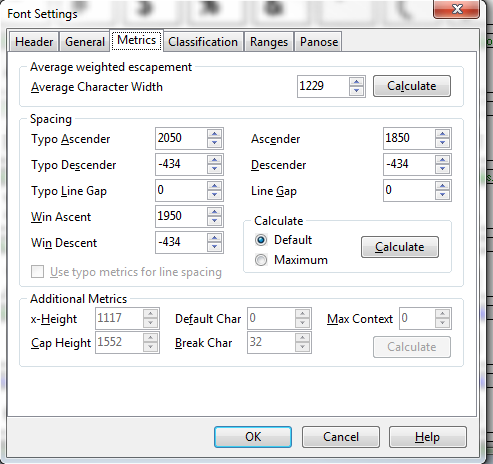 Font Settings
Header General Metrics Classification Ranges Panose
Average weighted escapement
Average Character Width 1229 Calculate
Spacing
Typo Ascender 2050 Ascender 1850
Typo Descender -434 Descender -434
Typo Line Gap 0 Line Gap 0
Win Ascent 1950
Calculate
Win Descent -434
Default
Calculate
Maximum
Use typo metrics for line spacing
Additional Metrics
x-Height 1117 Default Char 0 Max Context 0
Cap Height 1552 Break Char 32 Calculate
OK Cancel Help